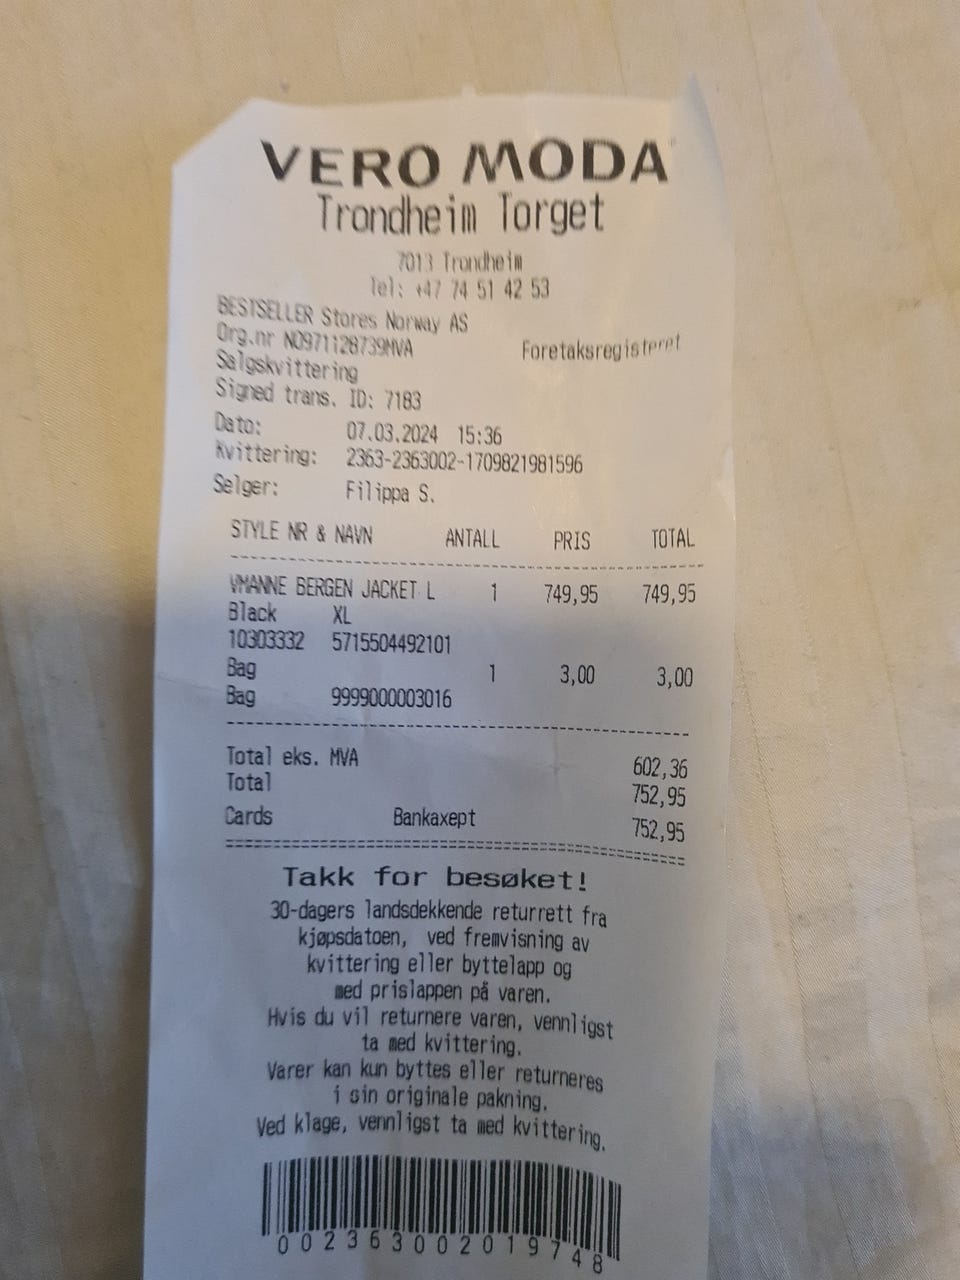 VERO MODA
Trondheim Torget
7013 Trondheim
Tel: +47 74 51 42 53
BESTSELLER Stores Norway AS
Org.nr NO971128739MVA Foretaksregisteret
Salgskvittering
Signed trans. ID: 7183
Dato: 07.03.2024 15:36
Kvittering: 2363-2363002-1709821981596
Selger: Filippa S.
STYLE NR & NAVN ANTALL PRIS TOTAL
VMANNE BERGEN JACKET L 1 749,95 749,95
Black XL
10303332 5715504492101
Bag 1 3,00 3,00
Bag 9999000003016
Total eks. MVA 602,36
Total 752,95
Cards Bankaxept 752,95
Takk for besøket!
30-dagers landsdekkende returrett fra
kjøpsdatoen, ved fremvisning av
kvittering eller byttelapp og
med prislappen på varen.
Hvis du vil returnere varen, vennligst
ta med kvittering.
Varer kan kun byttes eller returneres
i sin originale pakning.
Ved klage, vennligst ta med kvittering.
002363002019748